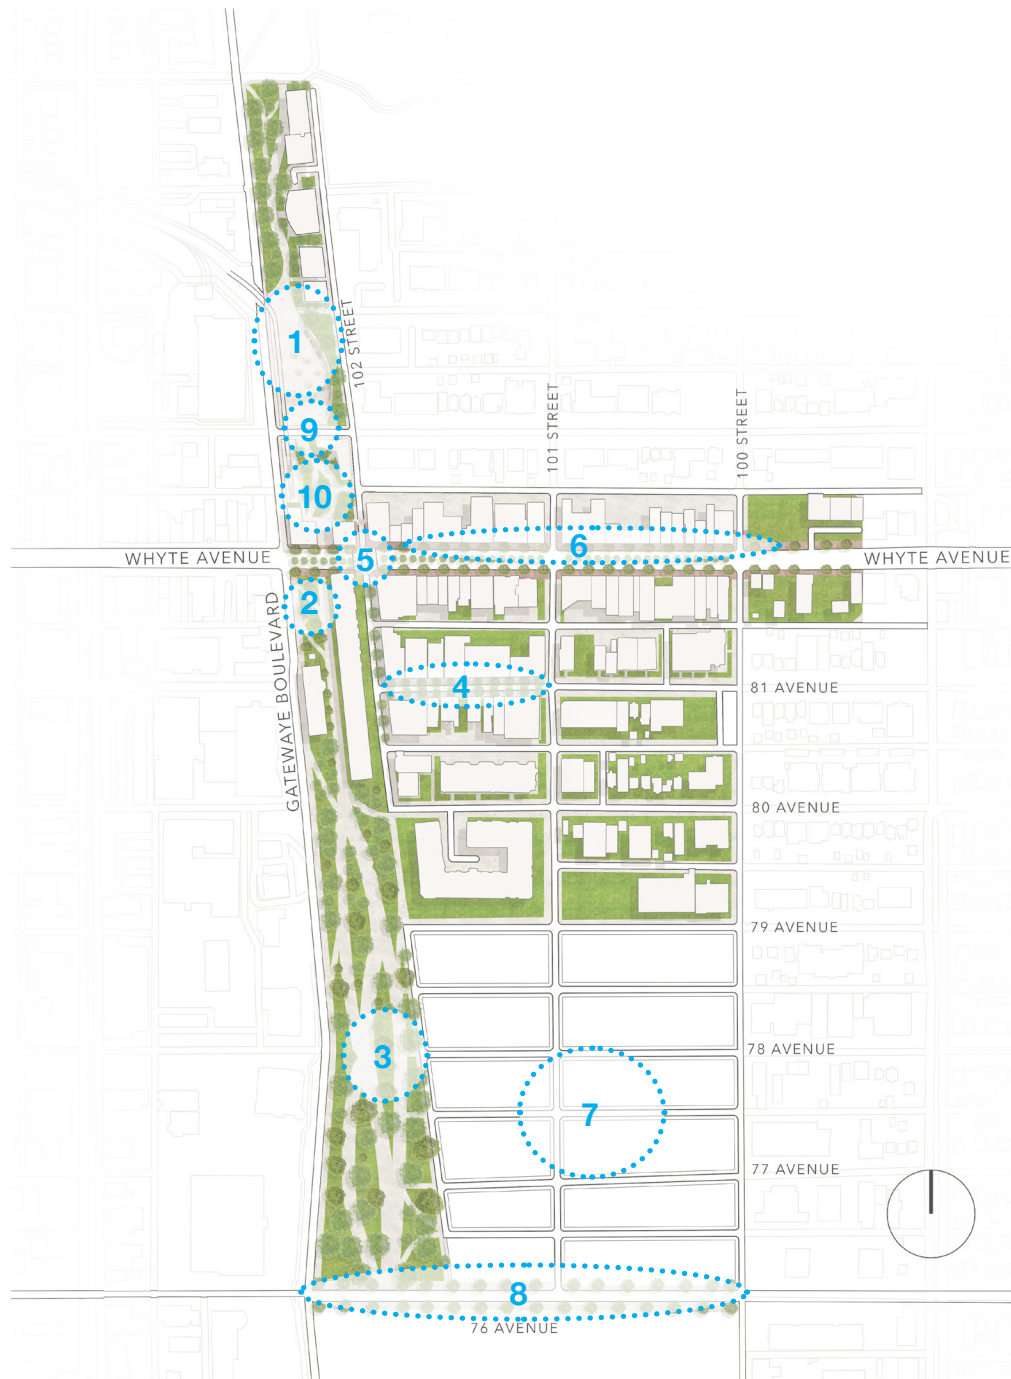 1
102 STREET
9
101 STREET
100 STREET
10
WHYTE AVENUE
5
6
WHYTE AVENUE
2
GATEWAYE BOULEVARD
4
81 AVENUE
80 AVENUE
79 AVENUE
3
78 AVENUE
7
77 AVENUE
8
76 AVENUE